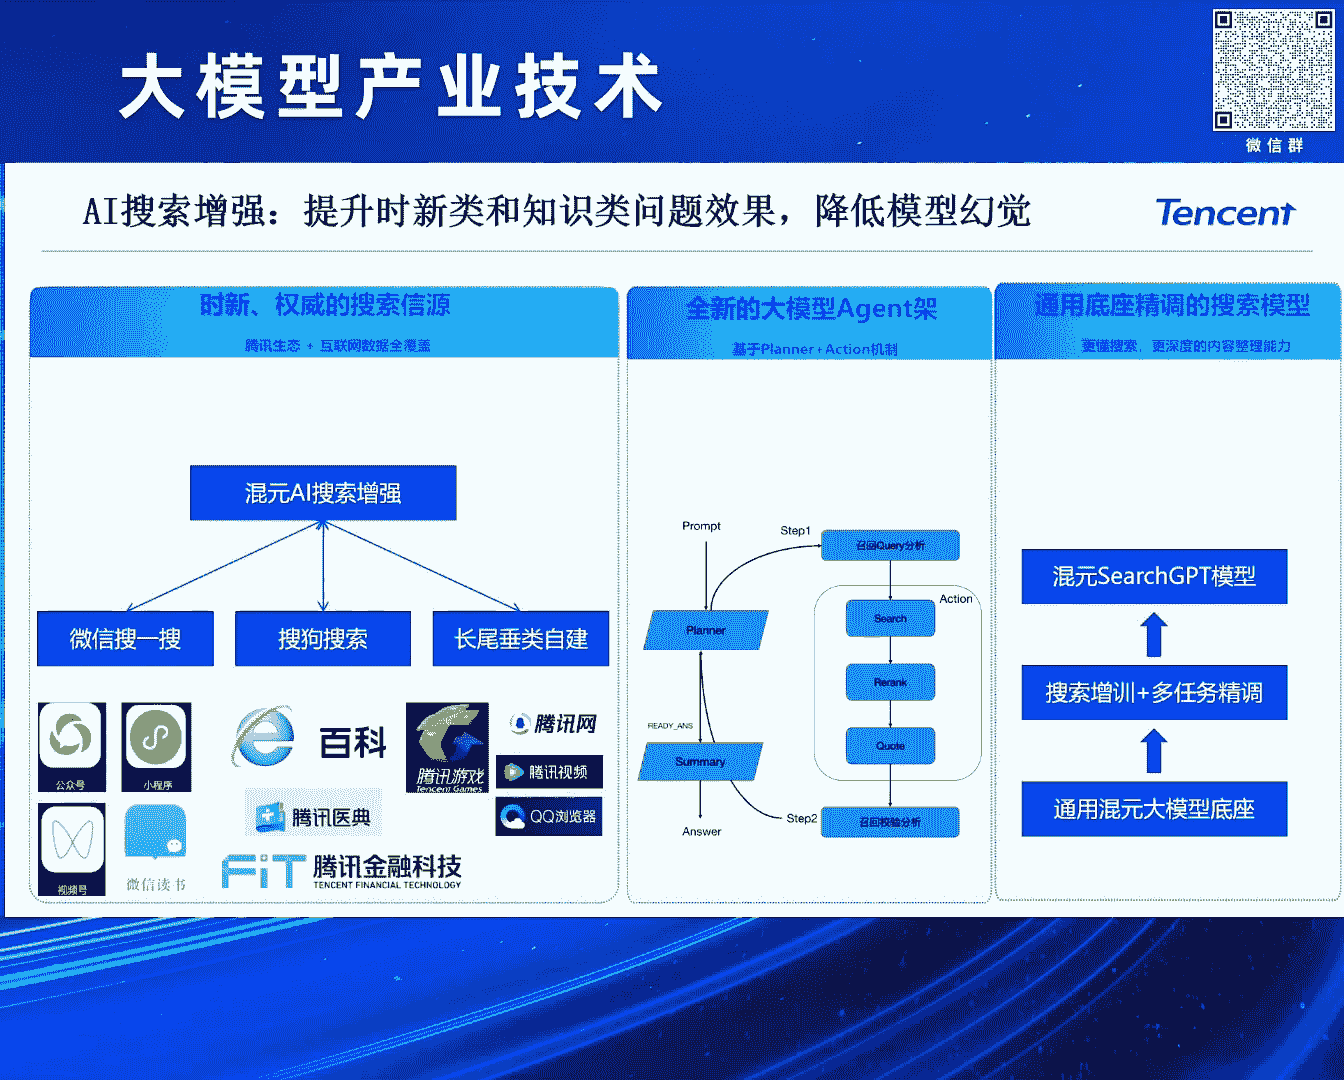 大模型产业技术
微信群
AI搜索增强：提升时新类和知识类问题效果，降低模型幻觉
Tencent
时新、权威的搜索信源
腾讯生态 + 互联网数据全覆盖
混元AI搜索增强
微信搜一搜
搜狗搜索
长尾垂类自建
公众号
小程序
视频号
微信读书
百科
腾讯医典
FiT 腾讯金融科技
TENCENT FINANCIAL TECHNOLOGY
腾讯游戏
Tencent Games
腾讯网
腾讯视频
QQ浏览器
全新的大模型Agent架
基于Planner+Action机制
Prompt
Step1
召回Query分析
Action
Planner
Search
Rerank
READY_ANS
Quote
Summary
Step2
召回校验分析
Answer
通用底座精调的搜索模型
更懂搜索，更深度的内容整理能力
混元SearchGPT模型
搜索增训+多任务精调
通用混元大模型底座